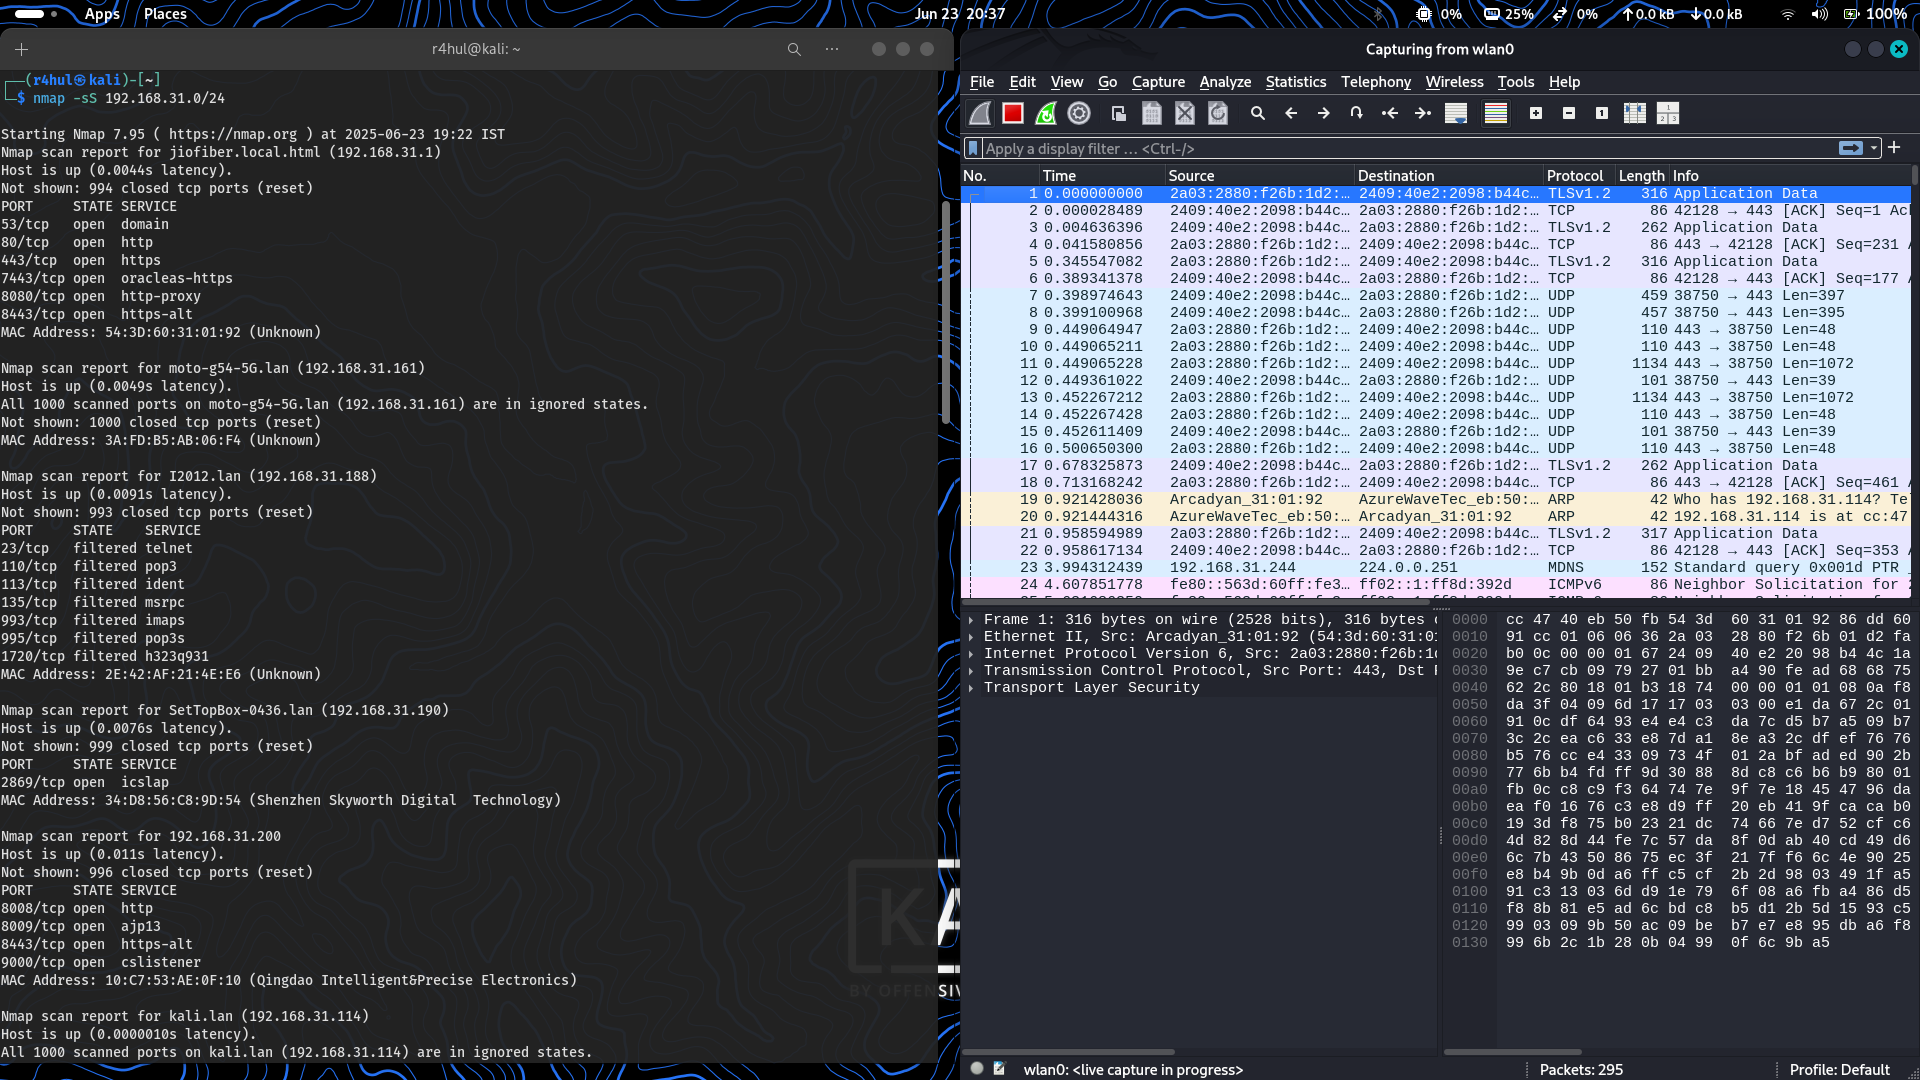 Apps Places
Jun 23 20:37
0% 25% 0% 0.0 kB 0.0 kB 100%
r4hul@kali: ~
(r4hul㉿kali)-[~]
$ nmap -sS 192.168.31.0/24
Starting Nmap 7.95 ( https://nmap.org ) at 2025-06-23 19:22 IST
Nmap scan report for jiofiber.local.html (192.168.31.1)
Host is up (0.0044s latency).
Not shown: 994 closed tcp ports (reset)
PORT STATE SERVICE
53/tcp open domain
80/tcp open http
443/tcp open https
7443/tcp open oracleas-https
8080/tcp open http-proxy
8443/tcp open https-alt
MAC Address: 54:3D:60:31:01:92 (Unknown)
Nmap scan report for moto-g54-5G.lan (192.168.31.161)
Host is up (0.0049s latency).
All 1000 scanned ports on moto-g54-5G.lan (192.168.31.161) are in ignored states.
Not shown: 1000 closed tcp ports (reset)
MAC Address: 3A:FD:B5:AB:06:F4 (Unknown)
Nmap scan report for I2012.lan (192.168.31.188)
Host is up (0.0091s latency).
Not shown: 993 closed tcp ports (reset)
PORT STATE SERVICE
23/tcp filtered telnet
110/tcp filtered pop3
113/tcp filtered ident
135/tcp filtered msrpc
993/tcp filtered imaps
995/tcp filtered pop3s
1720/tcp filtered h323q931
MAC Address: 2E:42:AF:21:4E:E6 (Unknown)
Nmap scan report for SetTopBox-0436.lan (192.168.31.190)
Host is up (0.0076s latency).
Not shown: 999 closed tcp ports (reset)
PORT STATE SERVICE
2869/tcp open icslap
MAC Address: 34:D8:56:C8:9D:54 (Shenzhen Skyworth Digital Technology)
Nmap scan report for 192.168.31.200
Host is up (0.011s latency).
Not shown: 996 closed tcp ports (reset)
PORT STATE SERVICE
8008/tcp open http
8009/tcp open ajp13
8443/tcp open https-alt
9000/tcp open cslistener
MAC Address: 10:C7:53:AE:0F:10 (Qingdao Intelligent&Precise Electronics)
Nmap scan report for kali.lan (192.168.31.114)
Host is up (0.0000010s latency).
All 1000 scanned ports on kali.lan (192.168.31.114) are in ignored states.
KA
BY OFFENSIV
Capturing from wlan0
File Edit View Go Capture Analyze Statistics Telephony Wireless Tools Help
Apply a display filter … <Ctrl-/>
No. Time Source Destination Protocol Length Info
1 0.000000000 2a03:2880:f26b:1d2:… 2409:40e2:2098:b44c… TLSv1.2 316 Application Data
2 0.000028489 2409:40e2:2098:b44c… 2a03:2880:f26b:1d2:… TCP 86 42128 → 443 [ACK] Seq=1 Ac
3 0.004636396 2409:40e2:2098:b44c… 2a03:2880:f26b:1d2:… TLSv1.2 262 Application Data
4 0.041580856 2a03:2880:f26b:1d2:… 2409:40e2:2098:b44c… TCP 86 443 → 42128 [ACK] Seq=231
5 0.345547082 2a03:2880:f26b:1d2:… 2409:40e2:2098:b44c… TLSv1.2 316 Application Data
6 0.389341378 2409:40e2:2098:b44c… 2a03:2880:f26b:1d2:… TCP 86 42128 → 443 [ACK] Seq=177
7 0.398974643 2409:40e2:2098:b44c… 2a03:2880:f26b:1d2:… UDP 459 38750 → 443 Len=397
8 0.399100968 2409:40e2:2098:b44c… 2a03:2880:f26b:1d2:… UDP 457 38750 → 443 Len=395
9 0.449064947 2a03:2880:f26b:1d2:… 2409:40e2:2098:b44c… UDP 110 443 → 38750 Len=48
10 0.449065211 2a03:2880:f26b:1d2:… 2409:40e2:2098:b44c… UDP 110 443 → 38750 Len=48
11 0.449065228 2a03:2880:f26b:1d2:… 2409:40e2:2098:b44c… UDP 1134 443 → 38750 Len=1072
12 0.449361022 2409:40e2:2098:b44c… 2a03:2880:f26b:1d2:… UDP 101 38750 → 443 Len=39
13 0.452267212 2a03:2880:f26b:1d2:… 2409:40e2:2098:b44c… UDP 1134 443 → 38750 Len=1072
14 0.452267428 2a03:2880:f26b:1d2:… 2409:40e2:2098:b44c… UDP 110 443 → 38750 Len=48
15 0.452611409 2409:40e2:2098:b44c… 2a03:2880:f26b:1d2:… UDP 101 38750 → 443 Len=39
16 0.500650300 2a03:2880:f26b:1d2:… 2409:40e2:2098:b44c… UDP 110 443 → 38750 Len=48
17 0.678325873 2409:40e2:2098:b44c… 2a03:2880:f26b:1d2:… TLSv1.2 262 Application Data
18 0.713168242 2a03:2880:f26b:1d2:… 2409:40e2:2098:b44c… TCP 86 443 → 42128 [ACK] Seq=461
19 0.921428036 Arcadyan_31:01:92 AzureWaveTec_eb:50:… ARP 42 Who has 192.168.31.114? Te
20 0.921444316 AzureWaveTec_eb:50:… Arcadyan_31:01:92 ARP 42 192.168.31.114 is at cc:47
21 0.958594989 2a03:2880:f26b:1d2:… 2409:40e2:2098:b44c… TLSv1.2 317 Application Data
22 0.958617134 2409:40e2:2098:b44c… 2a03:2880:f26b:1d2:… TCP 86 42128 → 443 [ACK] Seq=353
23 3.994312439 192.168.31.244 224.0.0.251 MDNS 152 Standard query 0x001d PTR _
24 4.607851778 fe80::563d:60ff:fe3… ff02::1:ff8d:392d ICMPv6 86 Neighbor Solicitation for 2
Frame 1: 316 bytes on wire (2528 bits), 316 bytes
Ethernet II, Src: Arcadyan_31:01:92 (54:3d:60:31:01
Internet Protocol Version 6, Src: 2a03:2880:f26b:1d
Transmission Control Protocol, Src Port: 443, Dst
Transport Layer Security
0000 cc 47 40 eb 50 fb 54 3d 60 31 01 92 86 dd 60
0010 91 cc 01 06 06 36 2a 03 28 80 f2 6b 01 d2 fa
0020 b0 0c 00 00 01 67 24 09 40 e2 20 98 b4 4c 1a
0030 9e c7 cb 09 79 27 01 bb a4 90 fe ad 68 68 75
0040 62 2c 80 18 01 b3 18 74 00 00 01 01 08 0a f8
0050 da 3f 04 09 6d 17 17 03 03 00 e1 da 67 2c 01
0060 91 0c df 64 93 e4 e4 c3 da 7c d5 b7 a5 09 b7
0070 3c 2c ea c6 33 e8 7d a1 8e a3 2c df ef 76 76
0080 b5 76 cc e4 33 09 73 4f 01 2a bf ad ed 90 2b
0090 77 6b b4 fd ff 9d 30 88 8d c8 c6 b6 b9 80 01
00a0 fb 0c c8 c9 f3 64 74 7e 9f 7e 18 45 47 96 da
00b0 ea f0 16 76 c3 e8 d9 ff 20 eb 41 9f ca ca b0
00c0 19 3d f8 75 b0 23 21 dc 74 66 7e d7 52 cf c6
00d0 4d 82 8d 44 fe 7c 57 da 8f 0d ab 40 cd 49 d6
00e0 6c 7b 43 50 86 75 ec 3f 21 7f f6 6c 4e 90 25
00f0 e8 b4 9b 0d a6 ff c5 cf 2b 2d 98 03 49 1f a5
0100 91 c3 13 03 6d d9 1e 79 6f 08 a6 fb a4 86 d5
0110 f8 8b 81 e5 ad 6c bd c8 b5 d1 2b 5d 15 93 c5
0120 99 03 09 9b 50 ac 09 be b7 e7 e8 95 db a6 f8
0130 99 6b 2c 1b 28 0b 04 99 0f 6c 9b a5
wlan0: <live capture in progress>
Packets: 295
Profile: Default